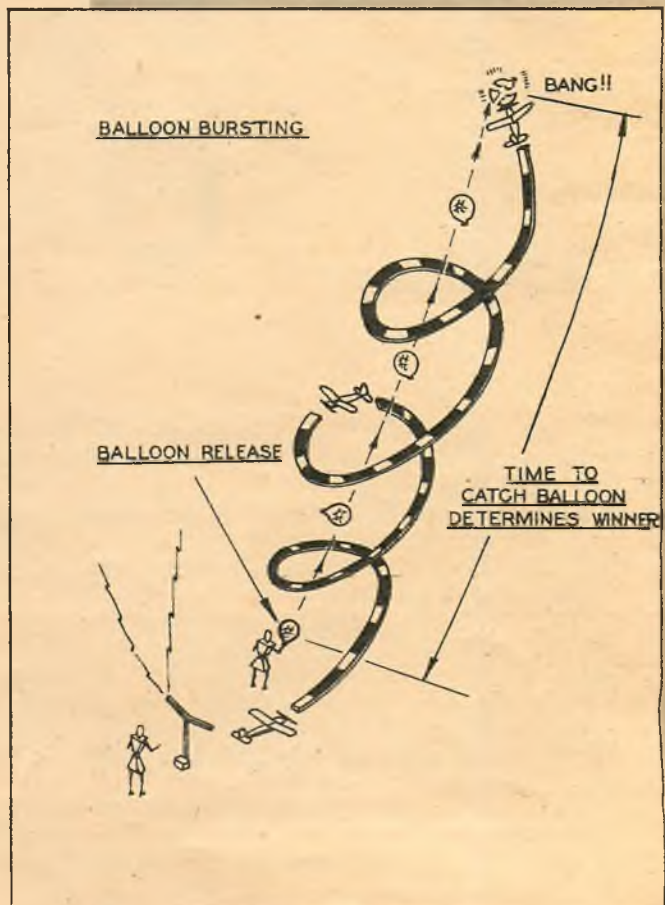 BANG!!
BALLOON BURSTING
BALLOON RELEASE
TIME TO
CATCH BALLOON
DETERMINES WINNER